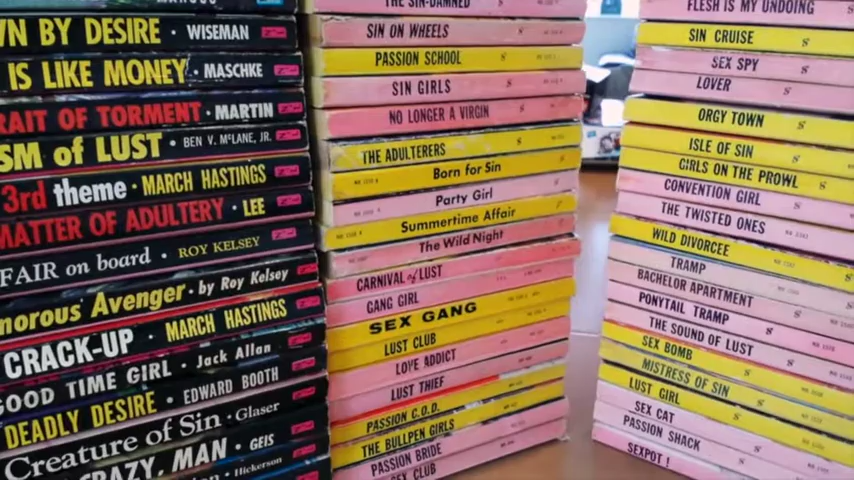 WN BY DESIRE • WISEMAN
IS LIKE MONEY • MASCHKE
RAIT OF TORMENT • MARTIN
SM of LUST • BEN V. McLANE, JR.
3rd theme • MARCH HASTINGS
MATTER OF ADULTERY • LEE
FAIR on board • ROY KELSEY
morous Avenger • by Roy Kelsey
CRACK-UP • MARCH HASTINGS
GOOD TIME GIRL • Jack Allan
DEADLY DESIRE • EDWARD BOOTH
Creature of Sin • Glaser
CRAZY, MAN • GEIS
Hickerson
THE SIN-DAMNED
SIN ON WHEELS
PASSION SCHOOL
SIN GIRLS
NO LONGER A VIRGIN
THE ADULTERERS
Born for Sin
Party Girl
Summertime Affair
The Wild Night
CARNIVAL of LUST
GANG GIRL
SEX GANG
LUST CLUB
LOVE ADDICT
LUST THIEF
PASSION C.O.D.
THE BULLPEN GIRLS
PASSION BRIDE
SEX CLUB
FLESH IS MY UNDOING
SIN CRUISE
SEX SPY
LOVER
ORGY TOWN
ISLE OF SIN
GIRLS ON THE PROWL
CONVENTION GIRL
THE TWISTED ONES
WILD DIVORCEE
TRAMP
BACHELOR APARTMENT
PONYTAIL TRAMP
THE SOUND OF LUST
SEX BOMB
MISTRESS OF SIN
LUST GIRL
SEX CAT
PASSION SHACK
SEXPOT!